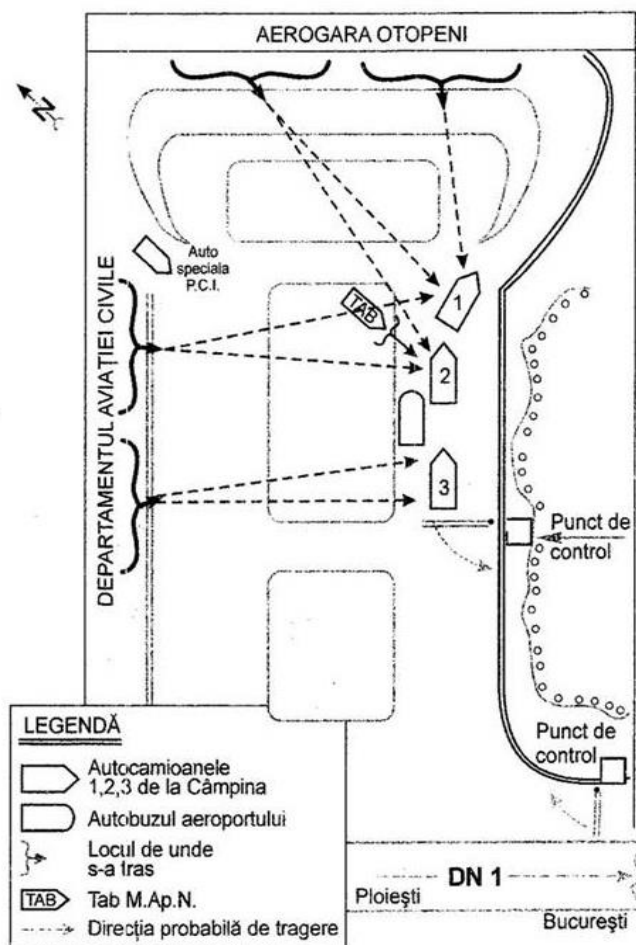 AEROGARA OTOPENI
N
Auto
speciala
P.C.I.
1
TAB
2
DEPARTAMENTUL AVIAȚIEI CIVILE
3
Punct de
control
LEGENDĂ
Autocamioanele
1,2,3 de la Câmpina
Autobuzul aeroportului
Locul de unde
s-a tras
TAB Tab M.Ap.N.
Direcția probabilă de tragere
Punct de
control
DN 1
Ploiești
București